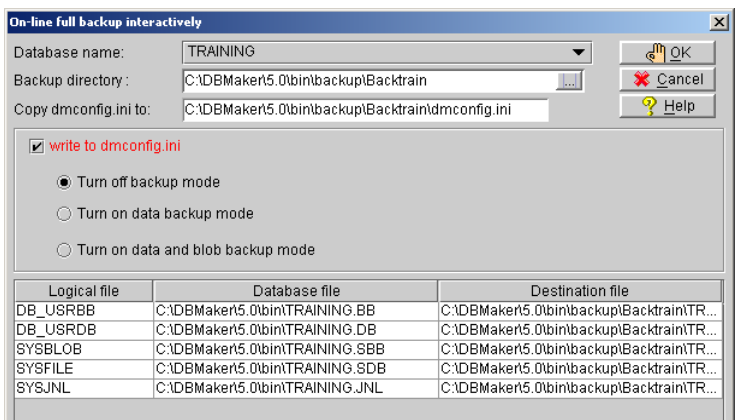 On-line full backup interactively
Database name: TRAINING OK
Backup directory : C:\DBMaker\5.0\bin\backup\Backtrain ... Cancel
Copy dmconfig.ini to: C:\DBMaker\5.0\bin\backup\Backtrain\dmconfig.ini Help
write to dmconfig.ini
Turn off backup mode
Turn on data backup mode
Turn on data and blob backup mode
Logical file Database file Destination file
DB_USRBB C:\DBMaker\5.0\bin\TRAINING.BB C:\DBMaker\5.0\bin\backup\Backtrain\TR...
DB_USRDB C:\DBMaker\5.0\bin\TRAINING.DB C:\DBMaker\5.0\bin\backup\Backtrain\TR...
SYSBLOB C:\DBMaker\5.0\bin\TRAINING.SBB C:\DBMaker\5.0\bin\backup\Backtrain\TR...
SYSFILE C:\DBMaker\5.0\bin\TRAINING.SDB C:\DBMaker\5.0\bin\backup\Backtrain\TR...
SYSJNL C:\DBMaker\5.0\bin\TRAINING.JNL C:\DBMaker\5.0\bin\backup\Backtrain\TR...